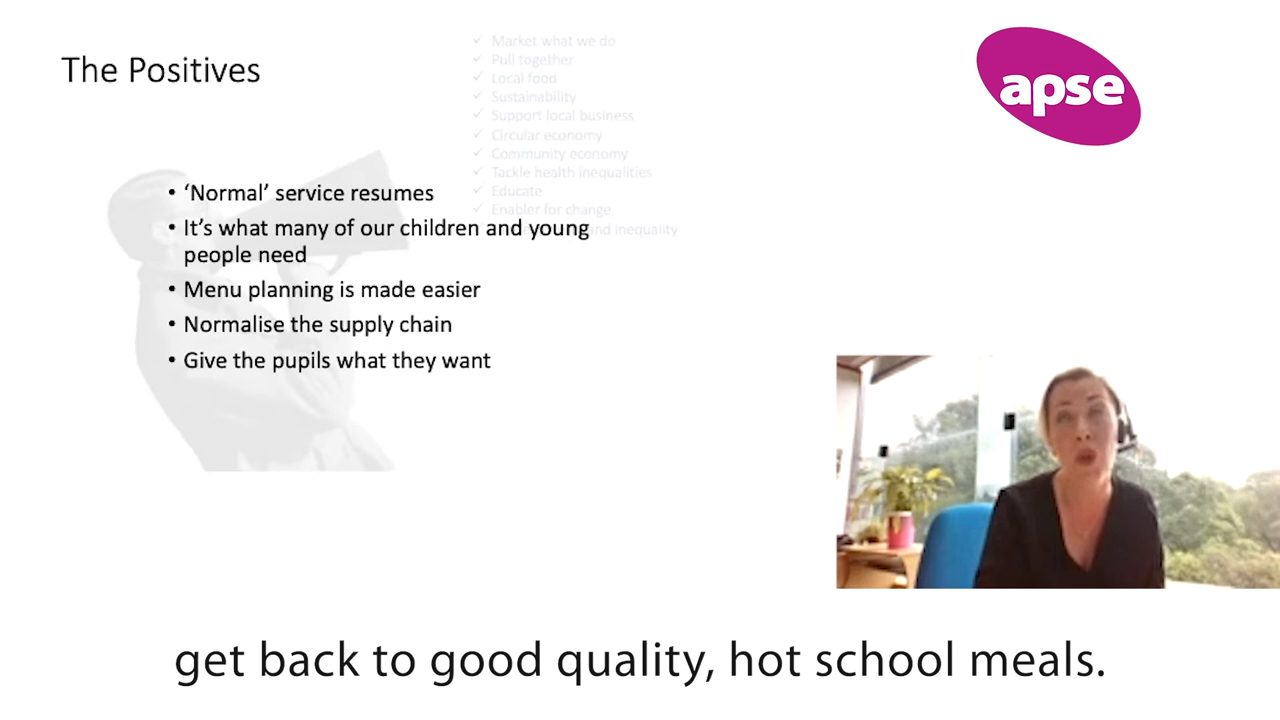 The Positives
✓ Market what we do
✓ Pull together
✓ Local food
✓ Sustainability
✓ Support local business
✓ Circular economy
✓ Community economy
✓ Tackle health inequalities
✓ Educate
✓ Enabler for change
and inequality
apse
• ‘Normal’ service resumes
• It’s what many of our children and young
people need
• Menu planning is made easier
• Normalise the supply chain
• Give the pupils what they want
get back to good quality, hot school meals.